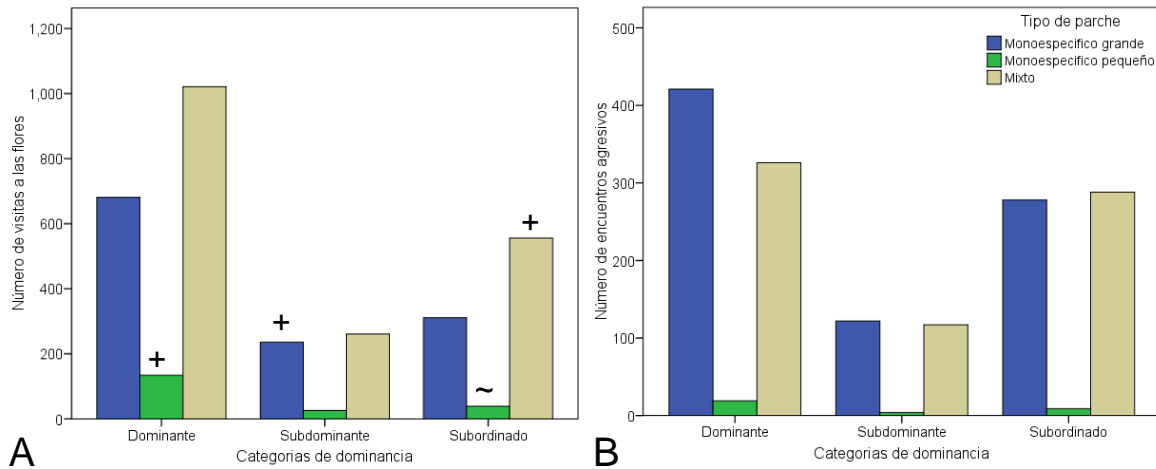 1,200
1,000
800
600
400
200
0
Número de visitas a las flores
+
+
~
+
Dominante
Subdominante
Subordinado
Categorias de dominancia
A
500
400
300
200
100
0
Número de encuentros agresivos
Tipo de parche
Monoespecifico grande
Monoespecifico pequeño
Mixto
Dominante
Subdominante
Subordinado
Categorias de dominancia
B